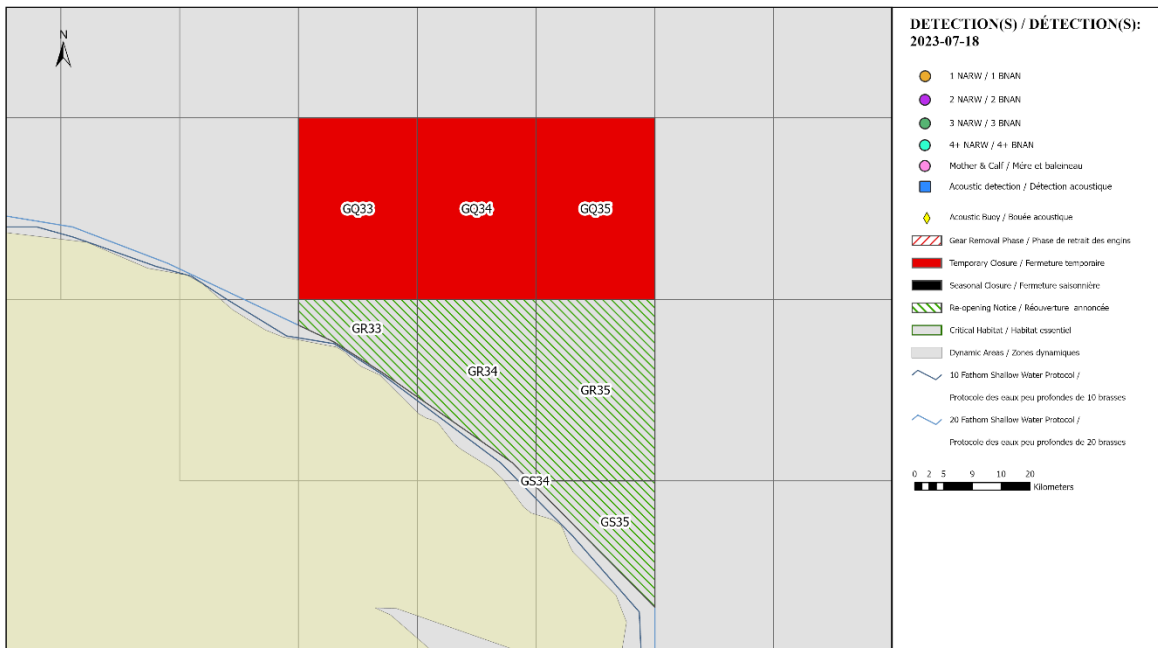 N
GQ33
GQ34
GQ35
GR33
GR34
GR35
GS34
GS35
DETECTION(S) / DÉTECTION(S):
2023-07-18
1 NARW / 1 BNAN
2 NARW / 2 BNAN
3 NARW / 3 BNAN
4+ NARW / 4+ BNAN
Mother & Calf / Mère et baleineau
Acoustic detection / Détection acoustique
Acoustic Buoy / Bouée acoustique
Gear Removal Phase / Phase de retrait des engins
Temporary Closure / Fermeture temporaire
Seasonal Closure / Fermeture saisonnière
Re-opening Notice / Réouverture annoncée
Critical Habitat / Habitat essentiel
Dynamic Areas / Zones dynamiques
10 Fathom Shallow Water Protocol /
Protocole des eaux peu profondes de 10 brasses
20 Fathom Shallow Water Protocol /
Protocole des eaux peu profondes de 20 brasses
0 2 5 9 10 20
Kilometers